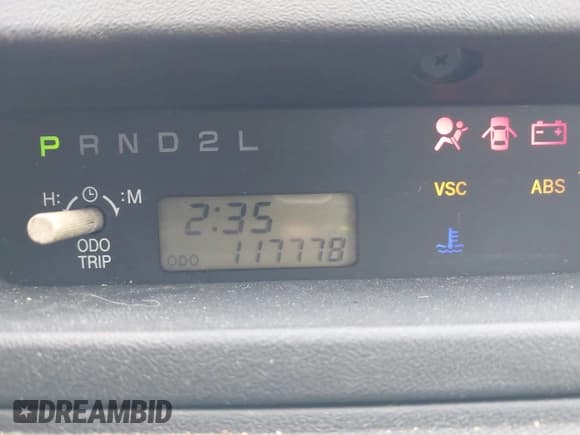 P R N D 2 L
VSC
ABS
H: :M
ODO
TRIP
2:35
ODO 117778
DREAMBID